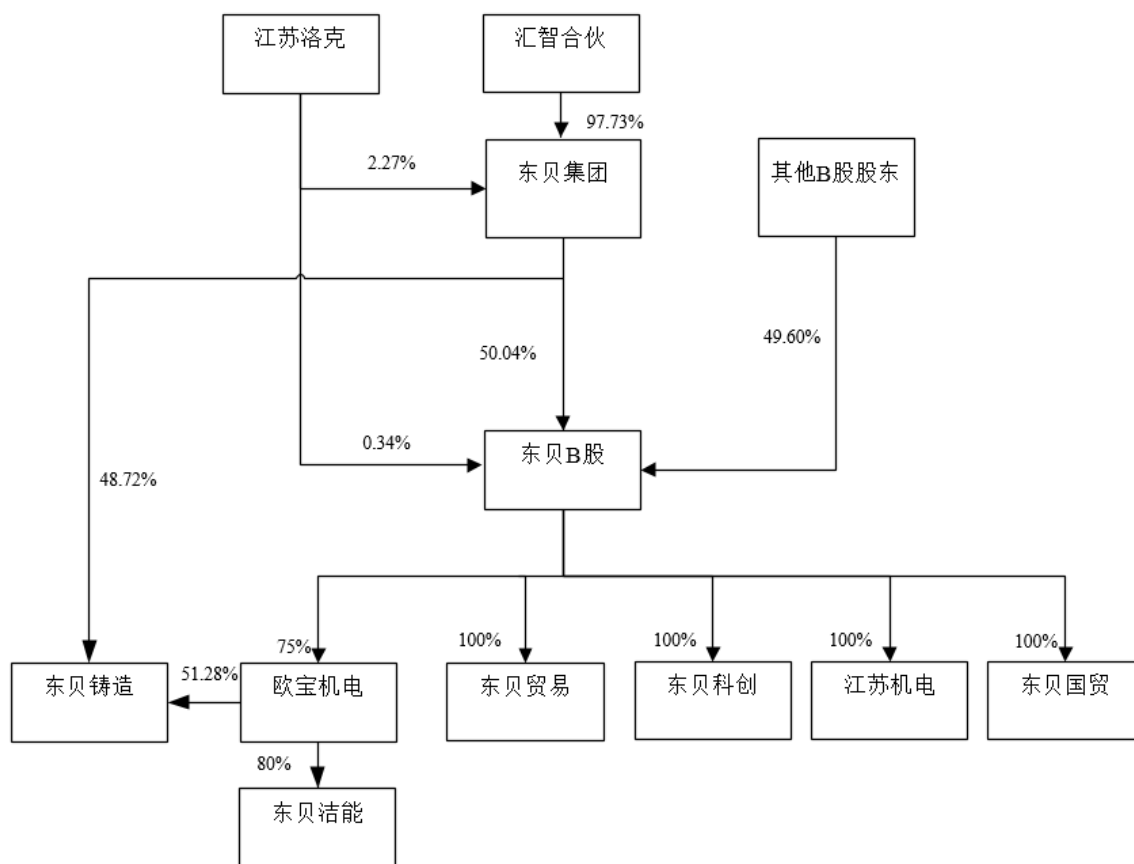 江苏洛克
汇智合伙
97.73%
2.27%
东贝集团
其他B股股东
50.04%
49.60%
0.34%
东贝B股
48.72%
75%
100%
100%
100%
100%
51.28%
东贝铸造
欧宝机电
东贝贸易
东贝科创
江苏机电
东贝国贸
80%
东贝洁能